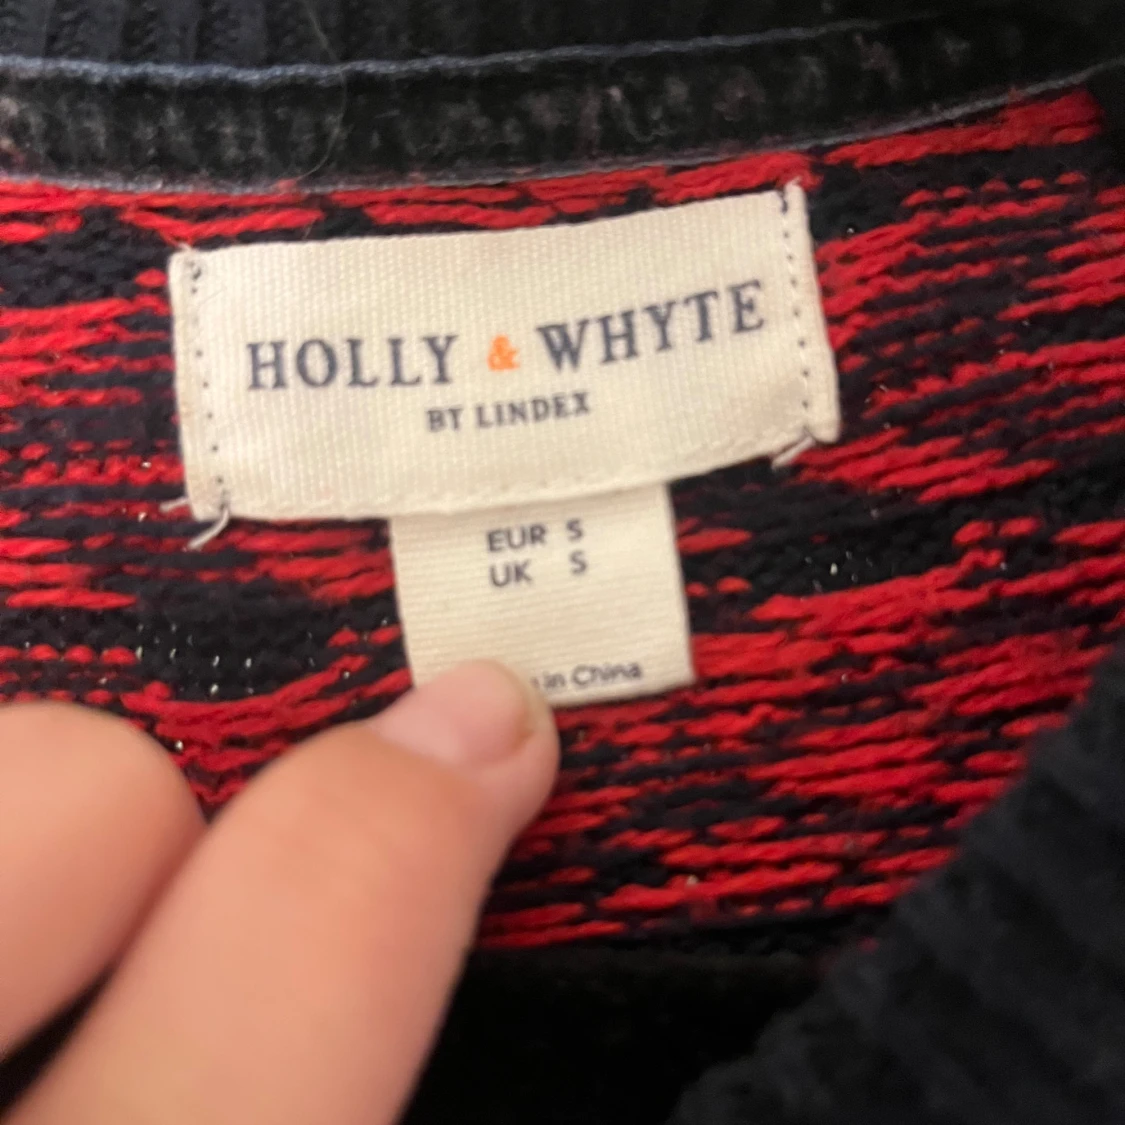 HOLLY & WHYTE
BY LINDEX
EUR S
UK S
in China